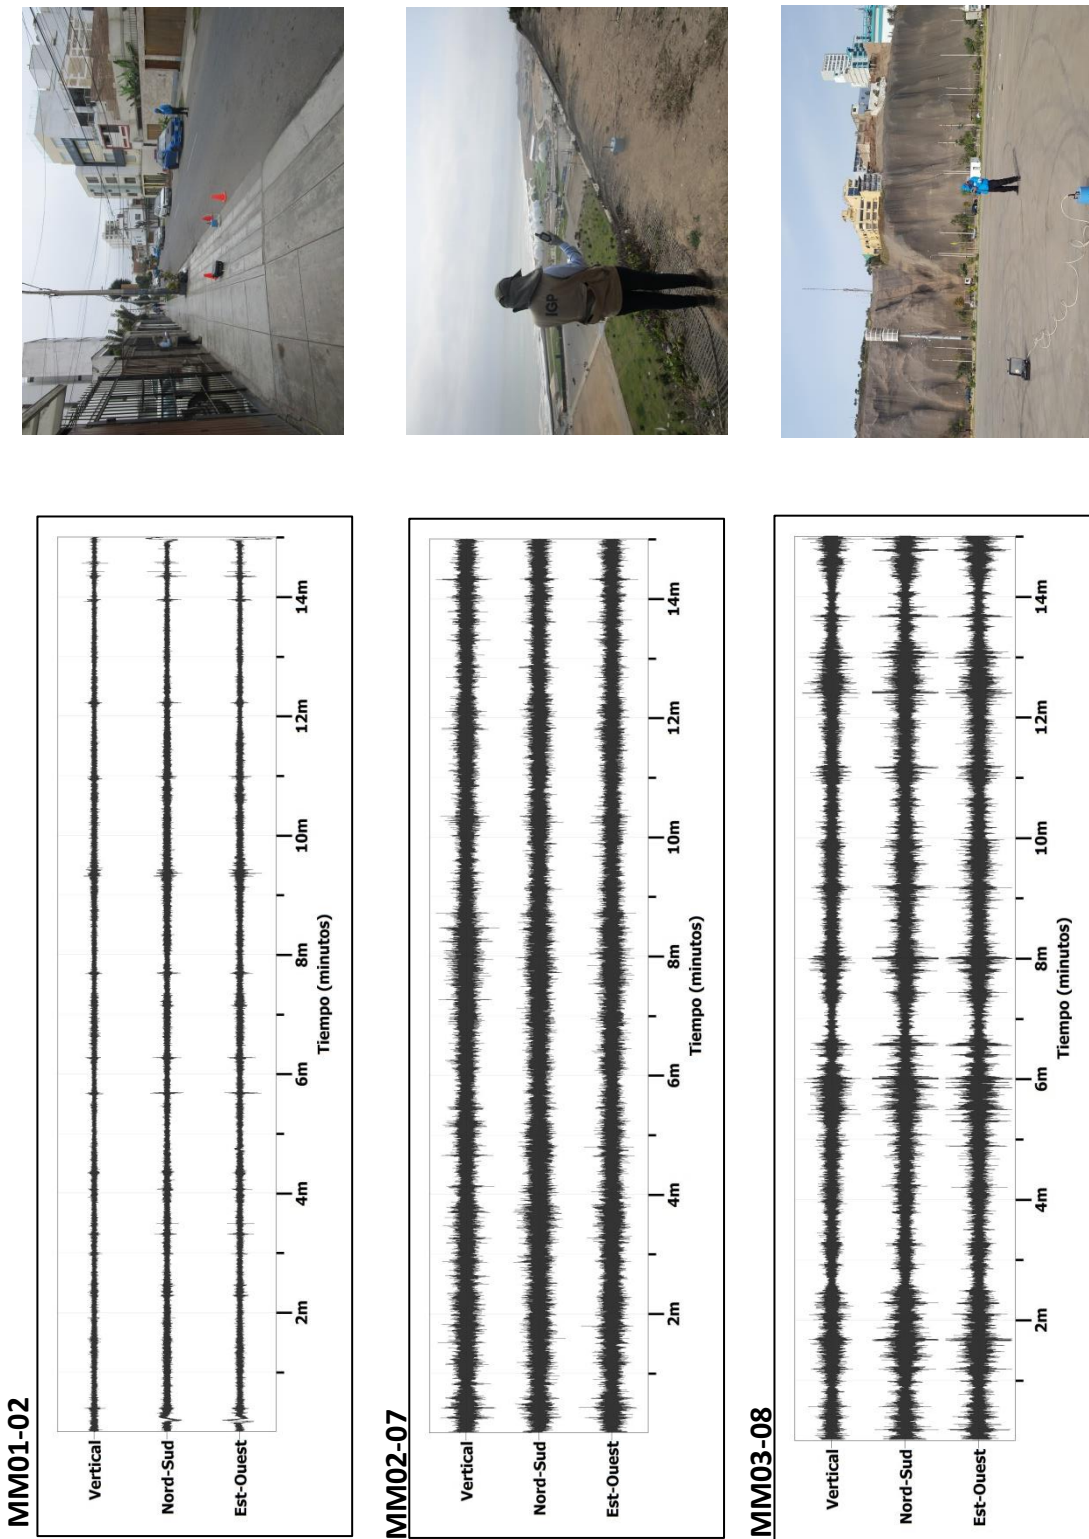 MM01-02
Vertical
Nord-Sud
Est-Ouest
2m 4m 6m 8m 10m 12m 14m
Tiempo (minutos)
MM02-07
IGP
Vertical
Nord-Sud
Est-Ouest
2m 4m 6m 8m 10m 12m 14m
Tiempo (minutos)
MM03-08
Vertical
Nord-Sud
Est-Ouest
2m 4m 6m 8m 10m 12m 14m
Tiempo (minutos)